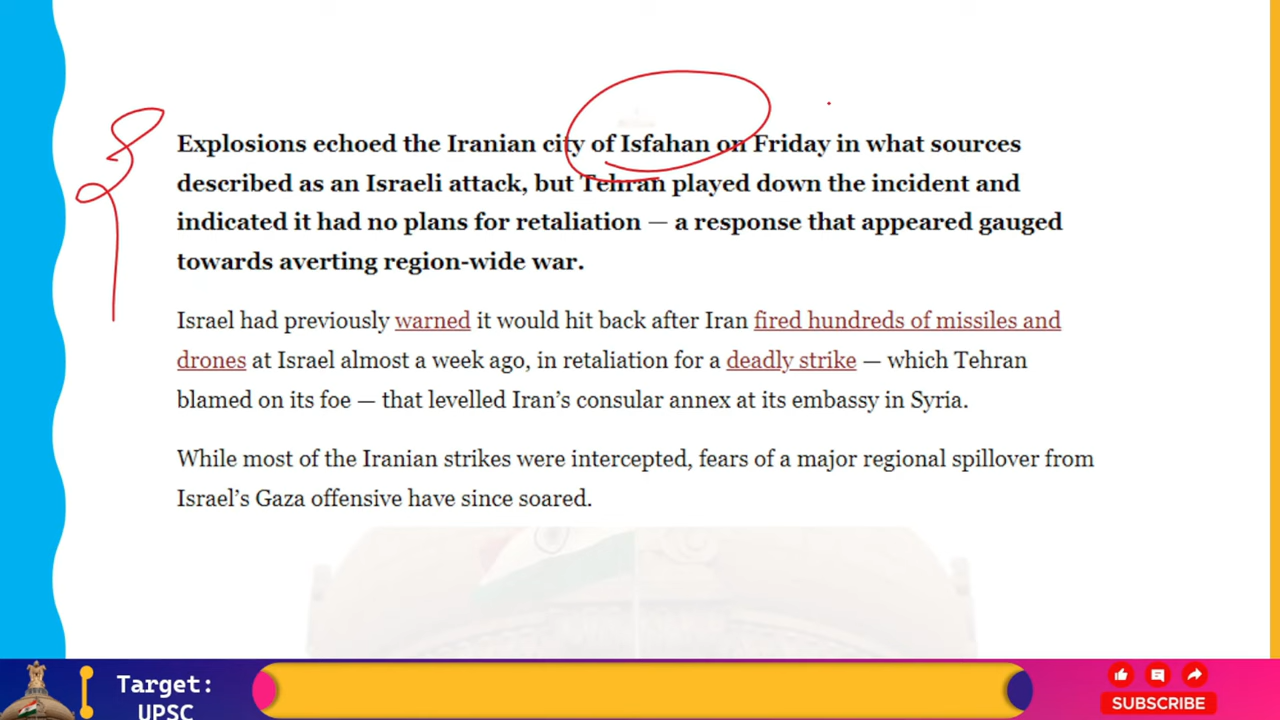 Explosions echoed the Iranian city of Isfahan on Friday in what sources
described as an Israeli attack, but Tehran played down the incident and
indicated it had no plans for retaliation — a response that appeared gauged
towards averting region-wide war.
Israel had previously warned it would hit back after Iran fired hundreds of missiles and
drones at Israel almost a week ago, in retaliation for a deadly strike — which Tehran
blamed on its foe — that levelled Iran’s consular annex at its embassy in Syria.
While most of the Iranian strikes were intercepted, fears of a major regional spillover from
Israel’s Gaza offensive have since soared.
Target:
UPSC
SUBSCRIBE